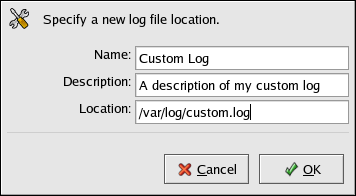 Specify a new log file location.
Name: Custom Log
Description: A description of my custom log
Location: /var/log/custom.log
Cancel OK